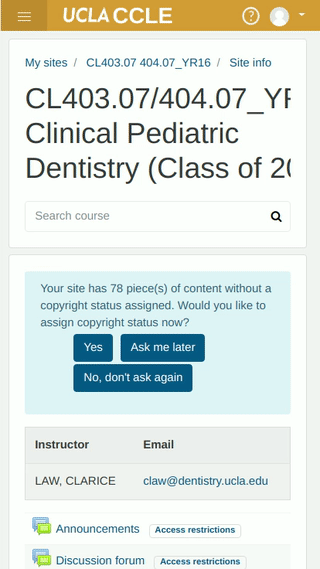 UCLA CCLE
My sites / CL403.07 404.07_YR16 / Site info
CL403.07/404.07_YR
Clinical Pediatric
Dentistry (Class of 20
Search course
Your site has 78 piece(s) of content without a
copyright status assigned. Would you like to
assign copyright status now?
Yes Ask me later
No, don't ask again
Instructor Email
LAW, CLARICE claw@dentistry.ucla.edu
Announcements Access restrictions
Discussion forum Access restrictions